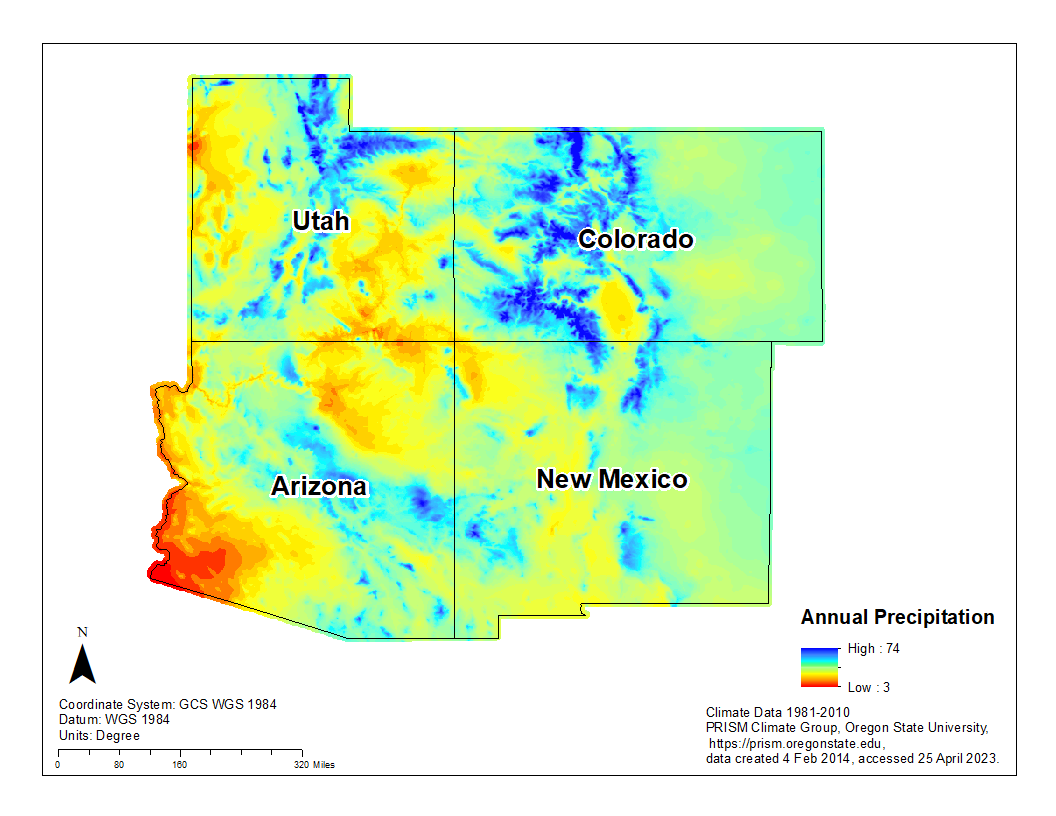 Utah
Colorado
Arizona
New Mexico
Annual Precipitation
High : 74
Low : 3
N
Coordinate System: GCS WGS 1984
Datum: WGS 1984
Units: Degree
0 80 160 320 Miles
Climate Data 1981-2010
PRISM Climate Group, Oregon State University,
https://prism.oregonstate.edu,
data created 4 Feb 2014, accessed 25 April 2023.